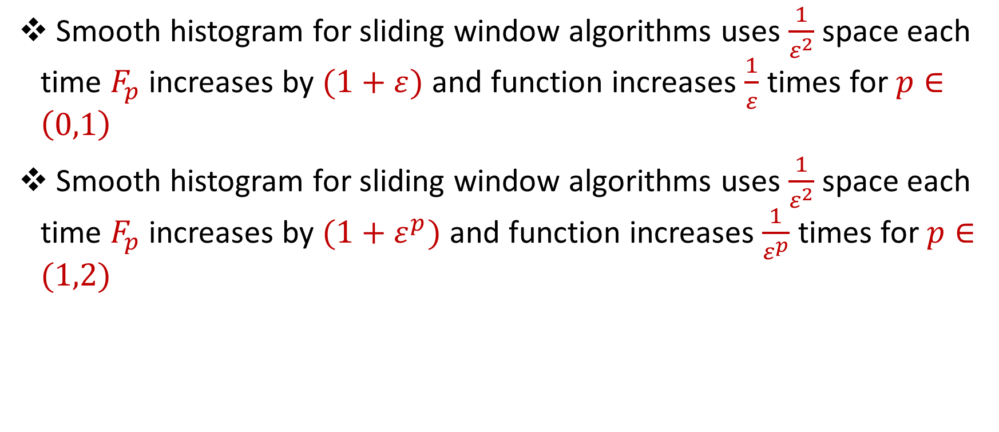 ❖ Smooth histogram for sliding window algorithms uses $\frac{1}{\varepsilon^2}$ space each
time $F_p$ increases by $(1 + \varepsilon)$ and function increases $\frac{1}{\varepsilon}$ times for $p \in$
$(0,1)$
❖ Smooth histogram for sliding window algorithms uses $\frac{1}{\varepsilon^2}$ space each
time $F_p$ increases by $(1 + \varepsilon^p)$ and function increases $\frac{1}{\varepsilon^p}$ times for $p \in$
$(1,2)$